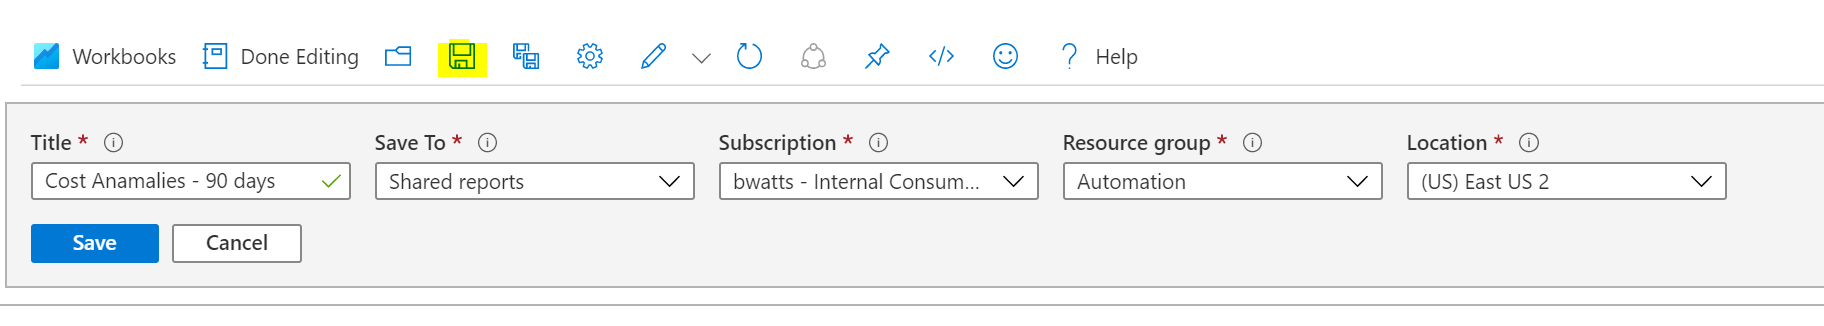 Workbooks Done Editing Help
Title * Save To * Subscription * Resource group * Location *
Cost Anamalies - 90 days Shared reports bwatts - Internal Consum... Automation (US) East US 2
Save Cancel